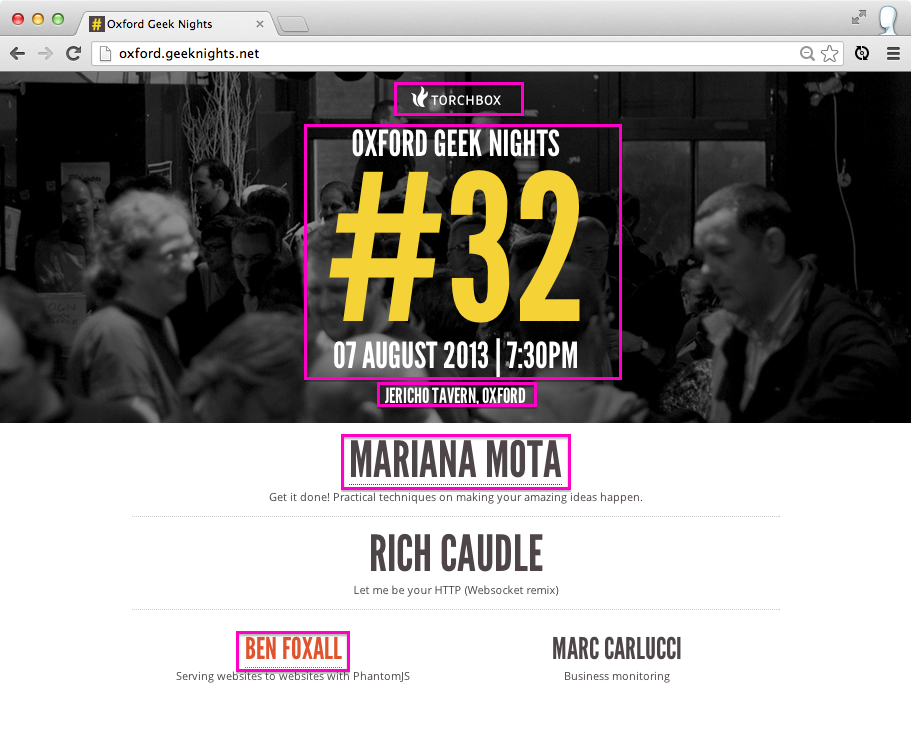 Oxford Geek Nights
oxford.geeknights.net
TORCHBOX
OXFORD GEEK NIGHTS
#32
07 AUGUST 2013 | 7:30PM
JERICHO TAVERN, OXFORD
MARIANA MOTA
Get it done! Practical techniques on making your amazing ideas happen.
RICH CAUDLE
Let me be your HTTP (Websocket remix)
BEN FOXALL
Serving websites to websites with PhantomJS
MARC CARLUCCI
Business monitoring